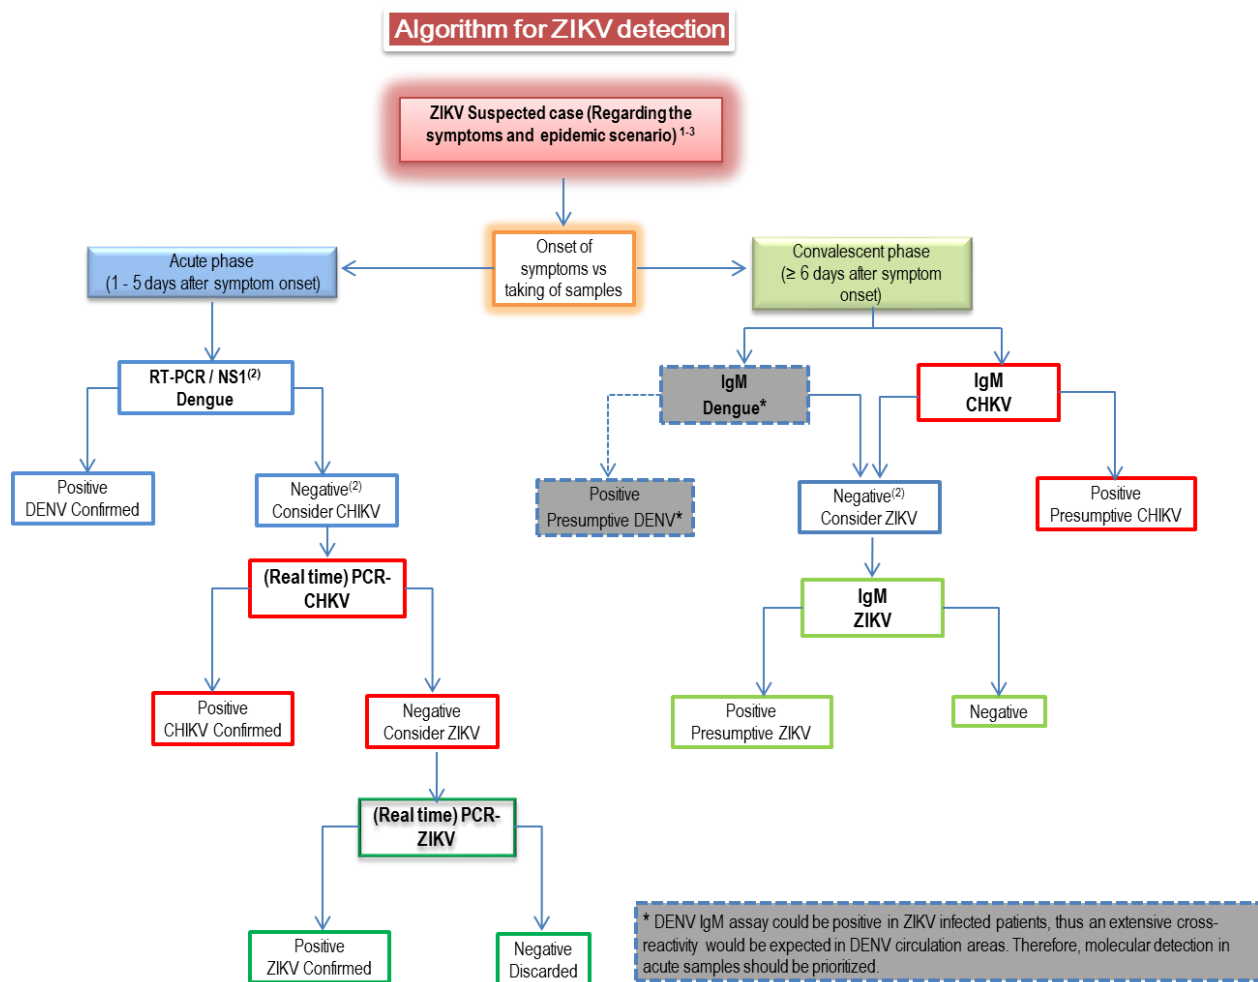 Algorithm for ZIKV detection
ZIKV Suspected case (Regarding the
symptoms and epidemic scenario) 1-3
Onset of
symptoms vs
taking of samples
Acute phase
(1 - 5 days after symptom onset)
Convalescent phase
(≥ 6 days after symptom
onset)
RT-PCR / NS1(2)
Dengue
IgM
Dengue*
IgM
CHKV
Positive
DENV Confirmed
Negative(2)
Consider CHIKV
Positive
Presumptive DENV*
Negative(2)
Consider ZIKV
Positive
Presumptive CHIKV
(Real time) PCR-
CHKV
IgM
ZIKV
Positive
CHIKV Confirmed
Negative
Consider ZIKV
Positive
Presumptive ZIKV
Negative
(Real time) PCR-
ZIKV
Positive
ZIKV Confirmed
Negative
Discarded
* DENV IgM assay could be positive in ZIKV infected patients, thus an extensive cross-
reactivity would be expected in DENV circulation areas. Therefore, molecular detection in
acute samples should be prioritized.